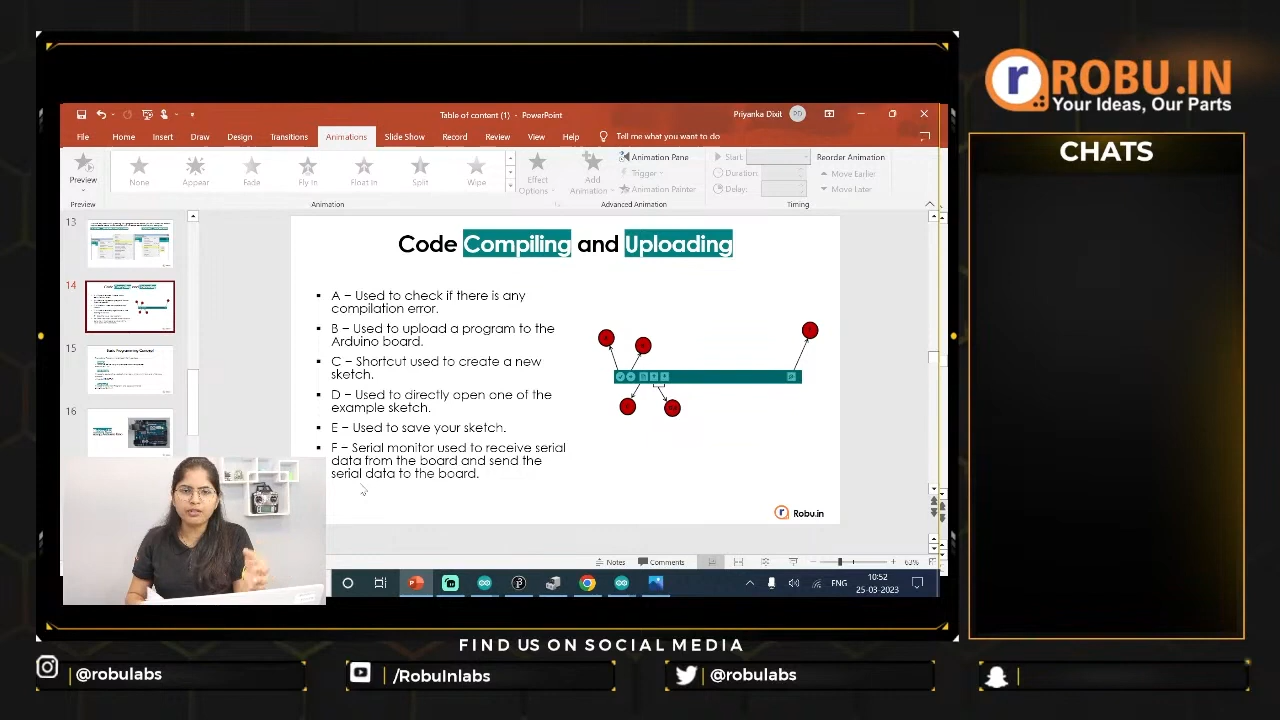 ROBU.IN
Your Ideas, Our Parts
CHATS
Table of content (1) - PowerPoint
Priyanka Dixit
PD
File Home Insert Draw Design Transitions Animations Slide Show Record Review View Help Tell me what you want to do
Preview
None Appear Fade Fly In Float In Split Wipe
Effect Options
Add Animation
Animation Pane
Trigger
Animation Painter
Start:
Duration:
Delay:
Reorder Animation
Move Earlier
Move Later
Preview Animation Advanced Animation Timing
13
14
15
16
Code Compiling and Uploading
A – Used to check if there is any
compilation error.
B – Used to upload a program to the
Arduino board.
C – Shortcut used to create a new
sketch.
D – Used to directly open one of the
example sketch.
E – Used to save your sketch.
F – Serial monitor used to receive serial
data from the board and send the
serial data to the board.
Robu.in
Notes Comments 63%
ENG
10:52
25-03-2023
FIND US ON SOCIAL MEDIA
@robulabs
/RobuInlabs
@robulabs